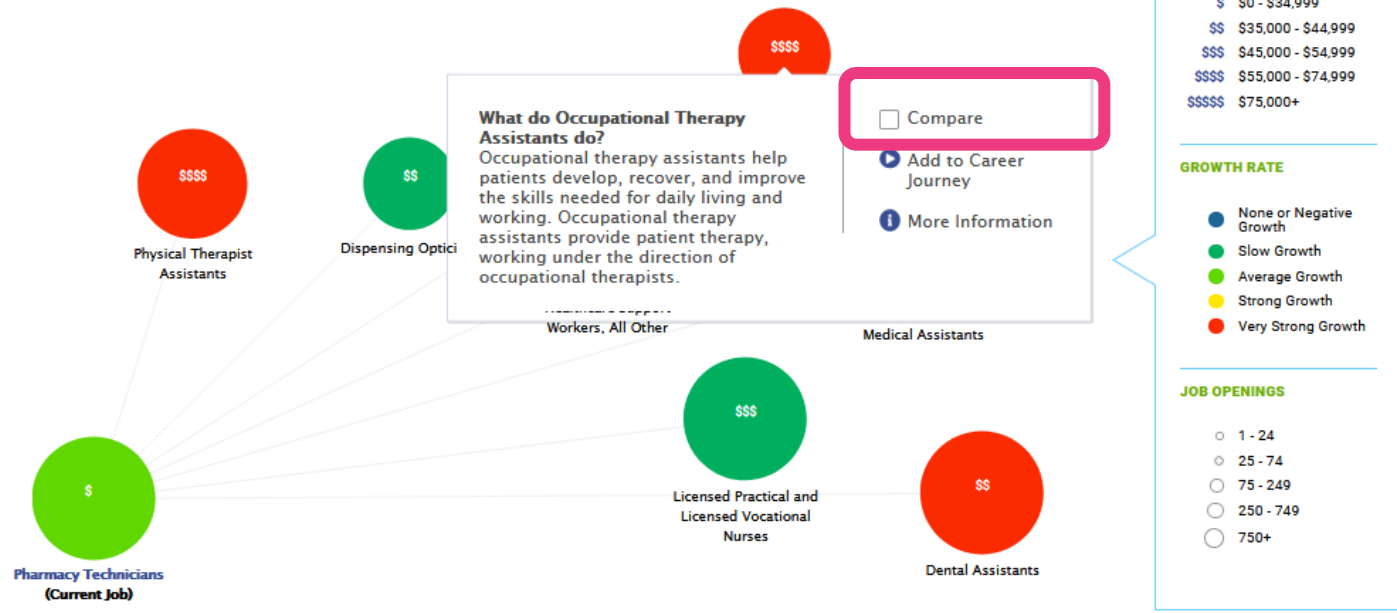 $$$$
What do Occupational Therapy
Assistants do?
Occupational therapy assistants help
patients develop, recover, and improve
the skills needed for daily living and
working. Occupational therapy
assistants provide patient therapy,
working under the direction of
occupational therapists.
Compare
Add to Career
Journey
More Information
$$$$
Physical Therapist
Assistants
$$
Dispensing Optici
Healthcare Support
Workers, All Other
Medical Assistants
$$$
Licensed Practical and
Licensed Vocational
Nurses
$$
Dental Assistants
$
Pharmacy Technicians
(Current Job)
$ $0 - $34,999
$$ $35,000 - $44,999
$$$ $45,000 - $54,999
$$$$ $55,000 - $74,999
$$$$$ $75,000+
GROWTH RATE
None or Negative
Growth
Slow Growth
Average Growth
Strong Growth
Very Strong Growth
JOB OPENINGS
1 - 24
25 - 74
75 - 249
250 - 749
750+